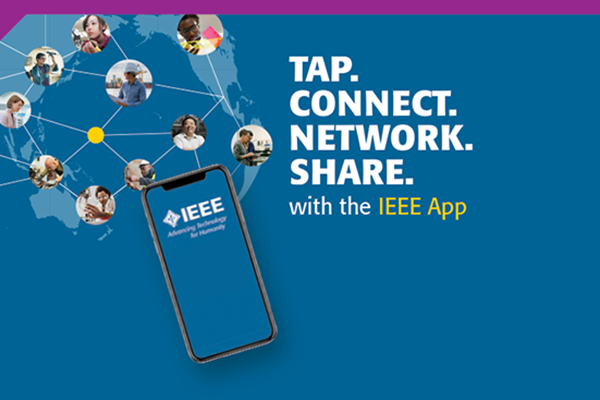 TAP.
CONNECT.
NETWORK.
SHARE.
with the IEEE App
IEEE
Advancing Technology
for Humanity